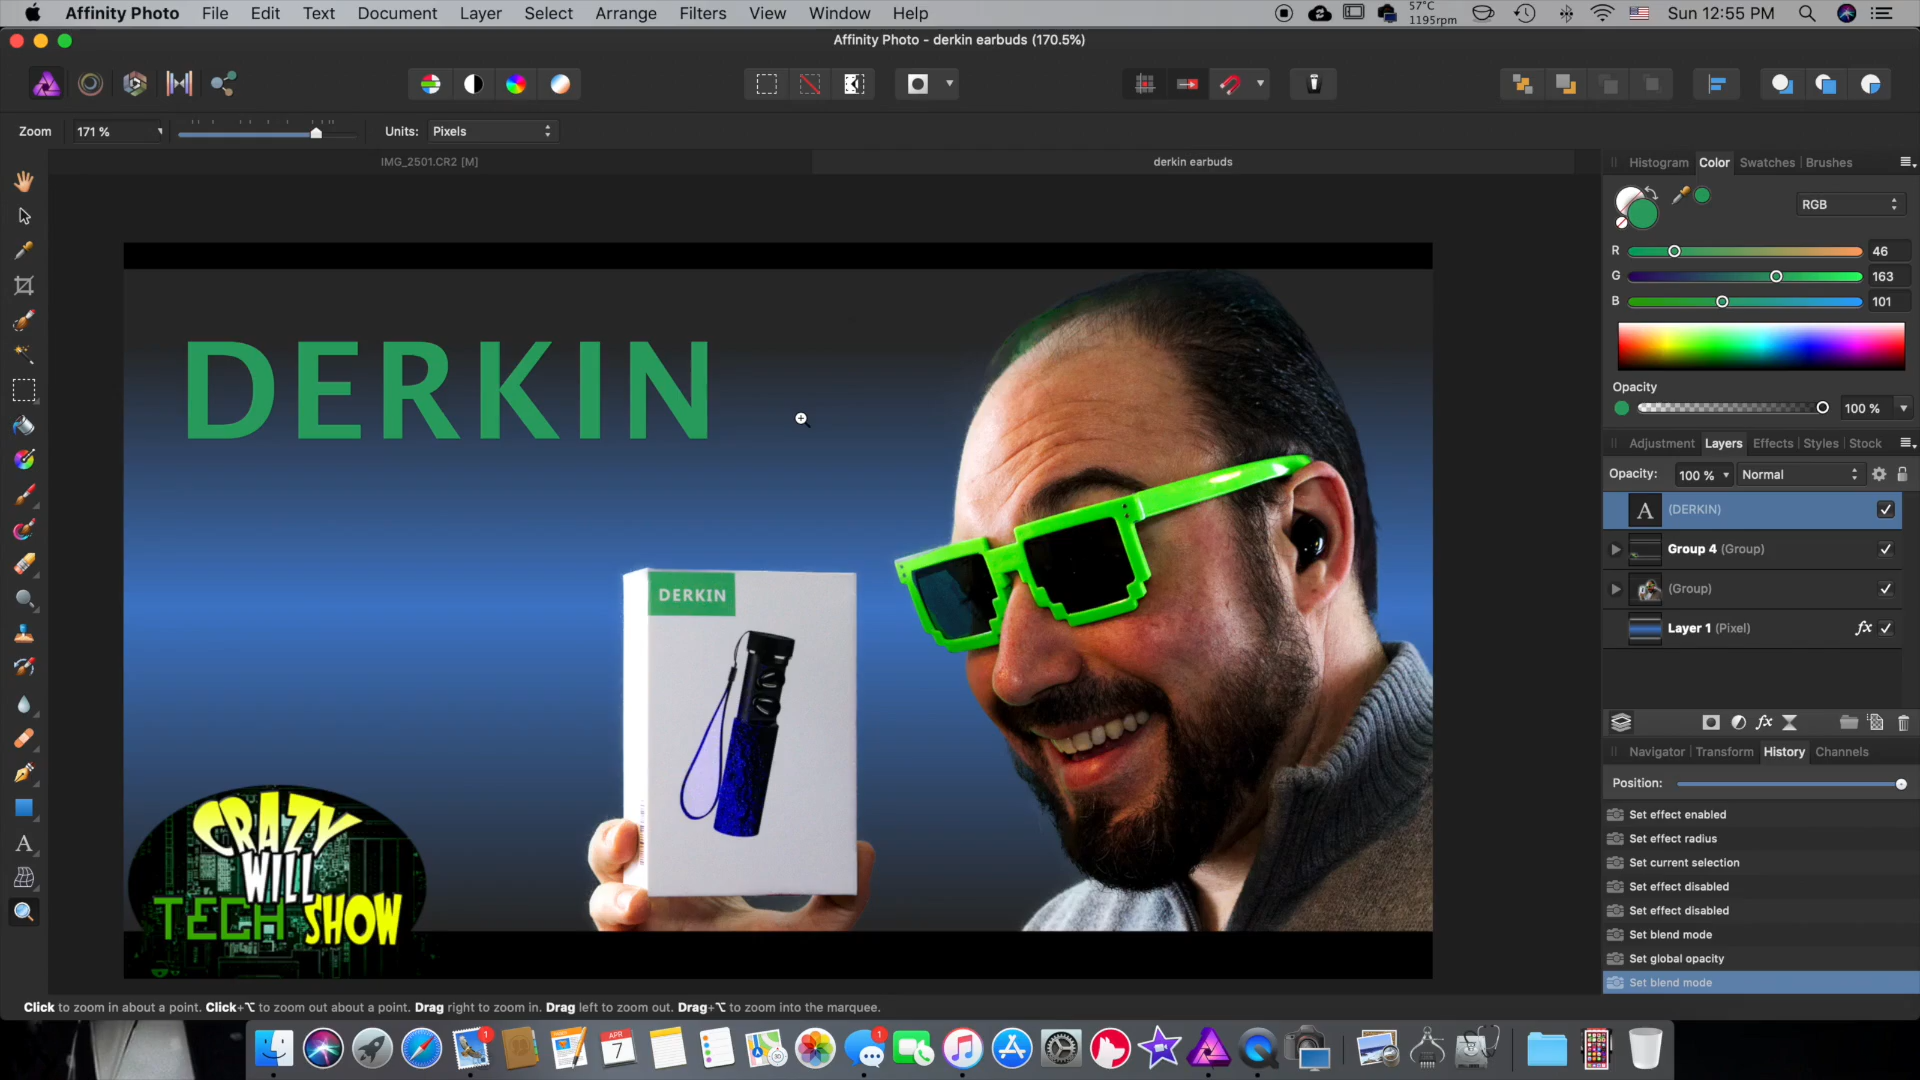 Affinity Photo File Edit Text Document Layer Select Arrange Filters View Window Help 57°C 1195rpm Sun 12:55 PM
Affinity Photo - derkin earbuds (170.5%)
Zoom 171 % Units: Pixels
IMG_2501.CR2 [M] derkin earbuds
Histogram Color Swatches Brushes
RGB
R 46
G 163
B 101
Opacity
100 %
Adjustment Layers Effects Styles Stock
Opacity: 100 % Normal
A (DERKIN)
Group 4 (Group)
(Group)
Layer 1 (Pixel) fx
fx
Navigator Transform History Channels
Position:
Set effect enabled
Set effect radius
Set current selection
Set effect disabled
Set effect disabled
Set blend mode
Set global opacity
Set blend mode
DERKIN
DERKIN
CRAZY
WILL
TECH SHOW
A
Click to zoom in about a point. Click+⌥ to zoom out about a point. Drag right to zoom in. Drag left to zoom out. Drag+⌥ to zoom into the marquee.
1 APR 7 1